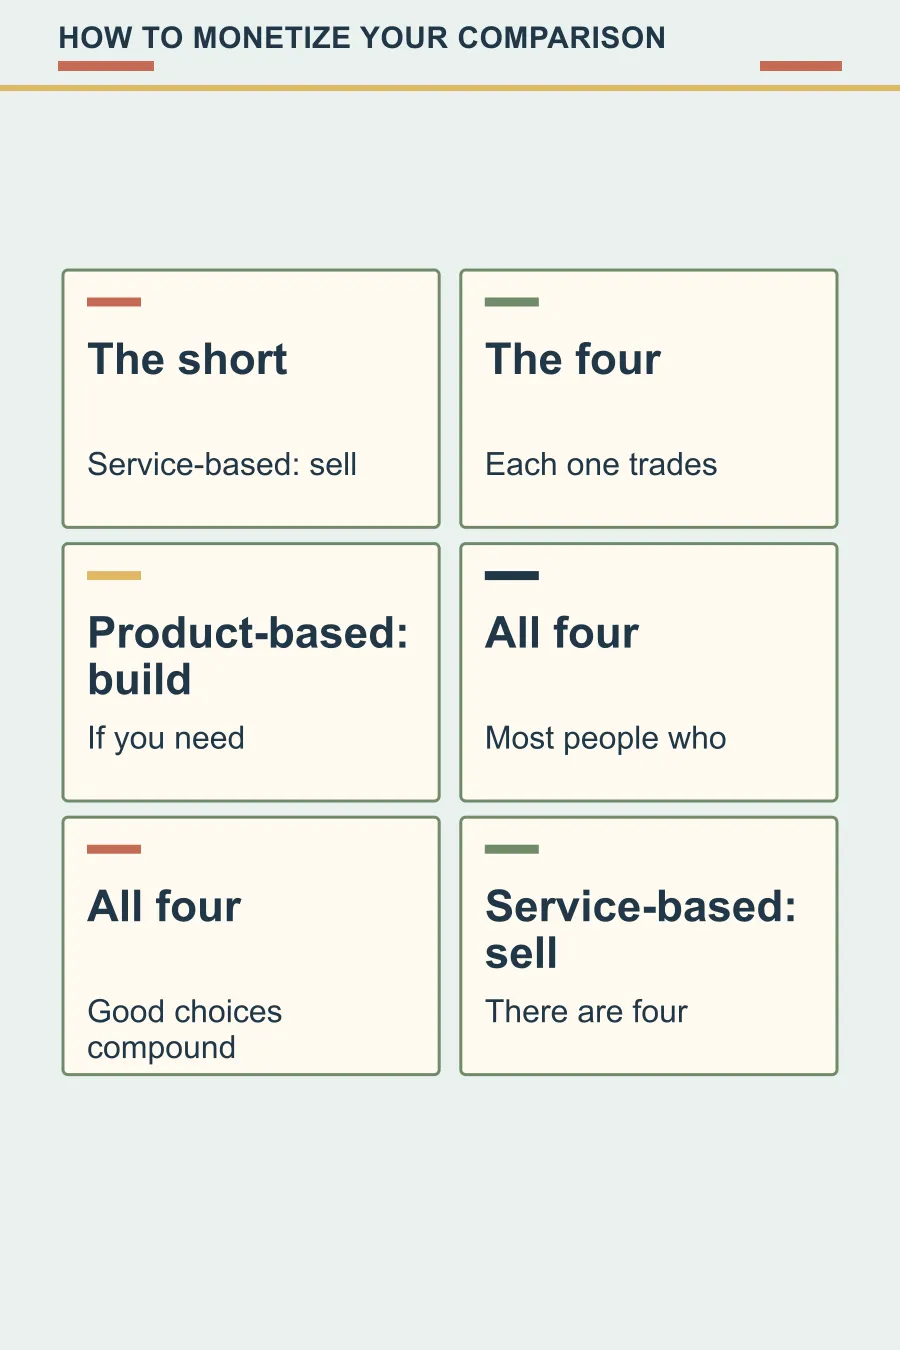 HOW TO MONETIZE YOUR COMPARISON
The short
Service-based: sell
The four
Each one trades
Product-based:
build
If you need
All four
Most people who
All four
Good choices
compound
Service-based:
sell
There are four